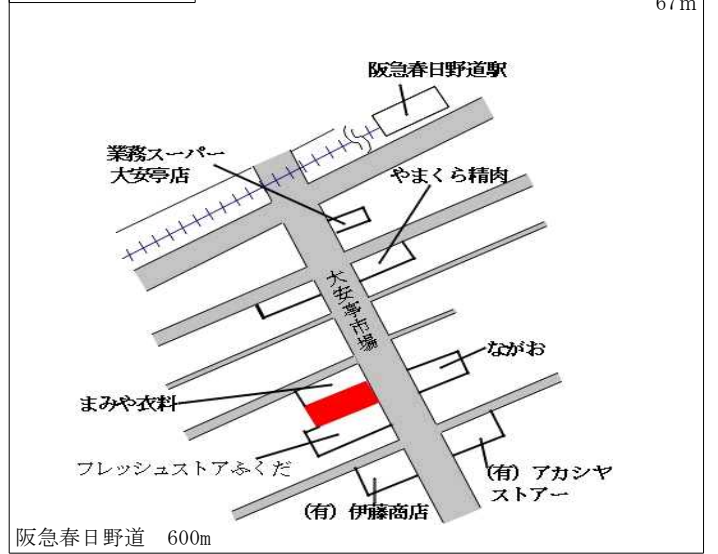 67m
阪急春日野道駅
業務スーパー
大安亭店
やまくら精肉
大安亭市場
ながお
まみや衣料
フレッシュストアふくだ
(有) アカシヤ
ストアー
(有) 伊藤商店
阪急春日野道 600m